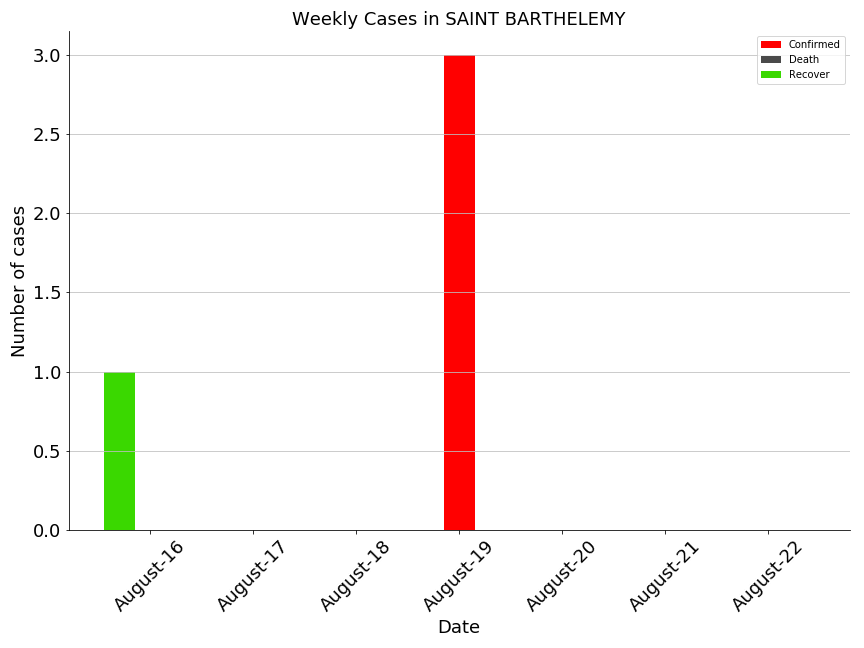 Weekly Cases in SAINT BARTHELEMY
Confirmed
Death
Recover
3.0
2.5
2.0
1.5
1.0
0.5
0.0
Number of cases
August-16
August-17
August-18
August-19
August-20
August-21
August-22
Date